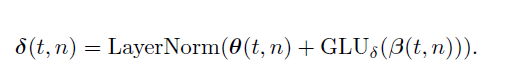 δ(t, n) = LayerNorm(θ(t, n) + GLU_δ(β(t, n))).